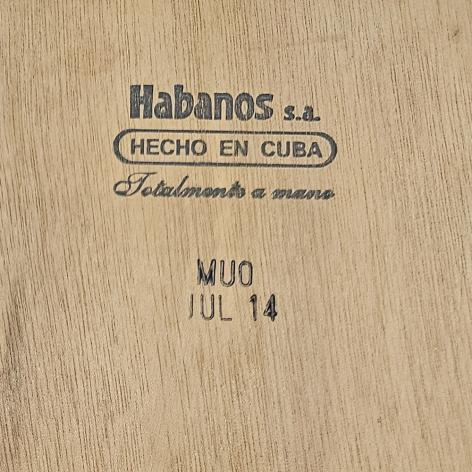 Habanos s.a.
HECHO EN CUBA
Totalmente a mano
MUO
JUL 14